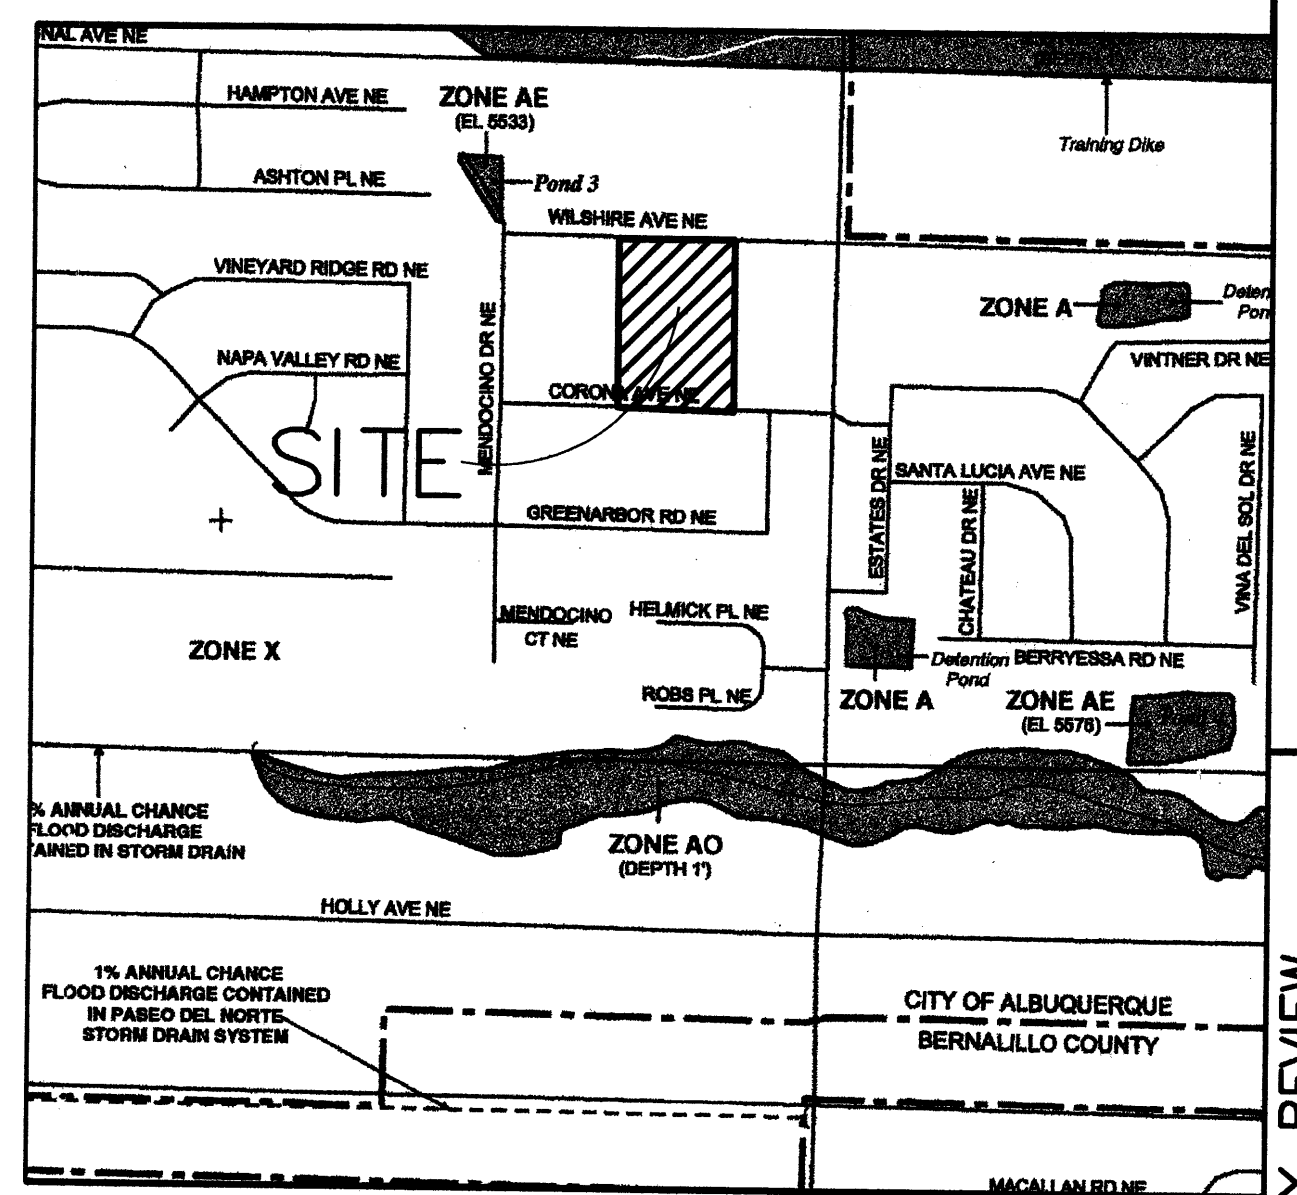 NAL AVE NE
HAMPTON AVE NE
ZONE AE
(EL 5533)
Training Dike
ASHTON PL NE
Pond 3
WILSHIRE AVE NE
VINEYARD RIDGE RD NE
ZONE A
Deten
Pon
MENDOCINO DR NE
NAPA VALLEY RD NE
VINTNER DR NE
CORONA AVE NE
SITE
ESTATES DR NE
SANTA LUCIA AVE NE
CHATEAU DR NE
VINA DEL SOL DR NE
GREENARBOR RD NE
MENDOCINO
CT NE
HELMICK PL NE
ZONE X
Detention
Pond
BERRYESSA RD NE
ROBS PL NE
ZONE A
ZONE AE
(EL 5576)
% ANNUAL CHANCE
FLOOD DISCHARGE
TAINED IN STORM DRAIN
ZONE AO
(DEPTH 1')
HOLLY AVE NE
1% ANNUAL CHANCE
FLOOD DISCHARGE CONTAINED
IN PASEO DEL NORTE
STORM DRAIN SYSTEM
CITY OF ALBUQUERQUE
BERNALILLO COUNTY
MACALLAN RD NE
REVIEW